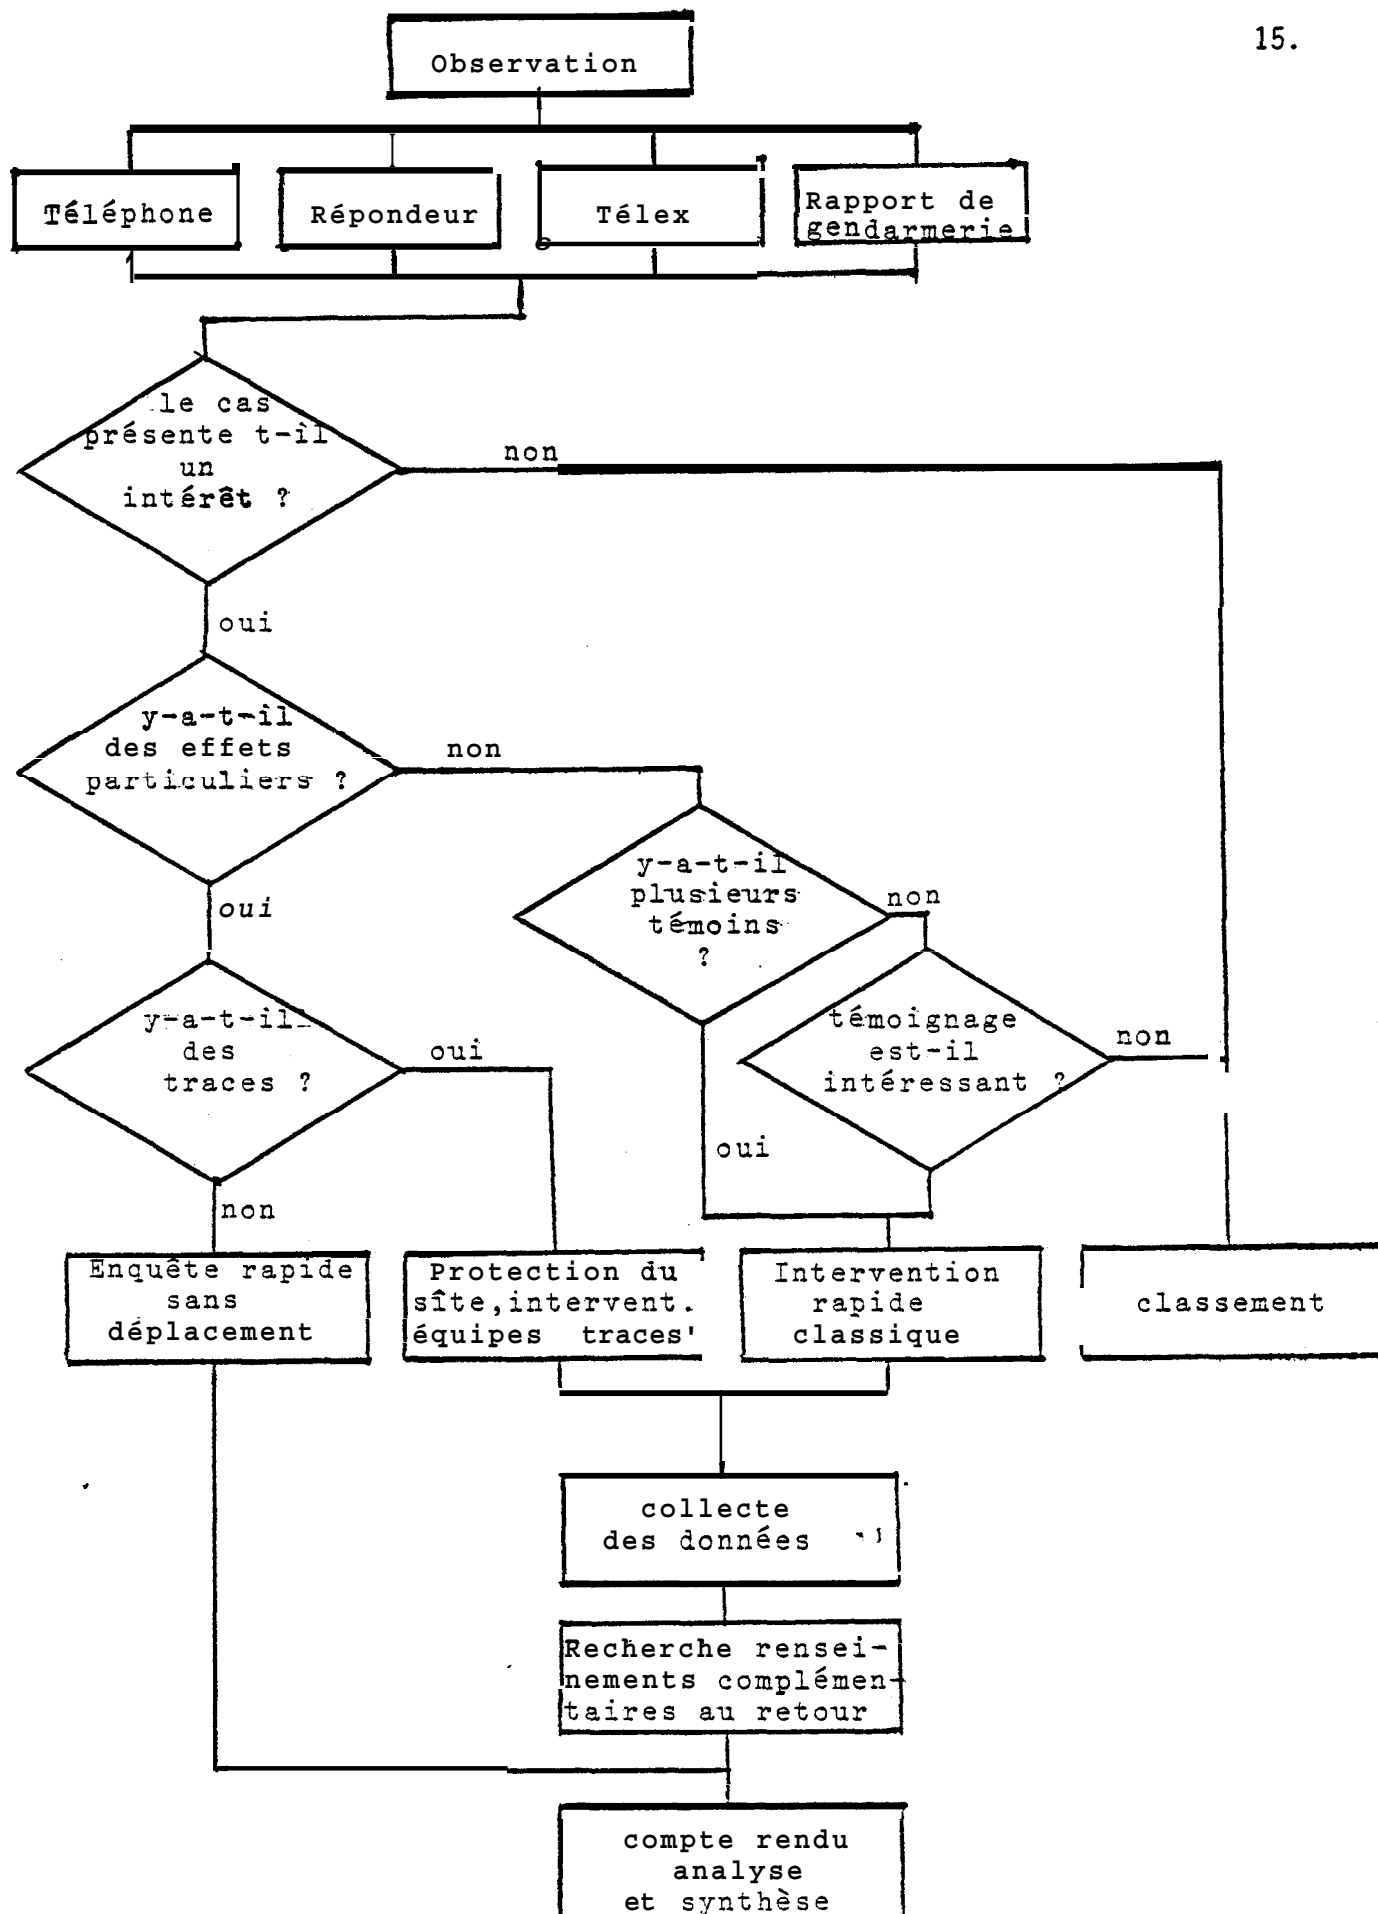 15.
Observation
Téléphone
Répondeur
Télex
Rapport de
gendarmerie
le cas
présente t-il
un
intérêt ?
non
oui
y-a-t-il
des effets
particuliers ?
non
oui
y-a-t-il
plusieurs
témoins
?
non
y-a-t-il
des
traces ?
oui
témoignage
est-il
intéressant ?
non
oui
non
Enquête rapide
sans
déplacement
Protection du
sîte,intervent.
équipes traces'
Intervention
rapide
classique
classement
collecte
des données
Recherche rensei-
nements complémen-
taires au retour
compte rendu
analyse
et synthèse